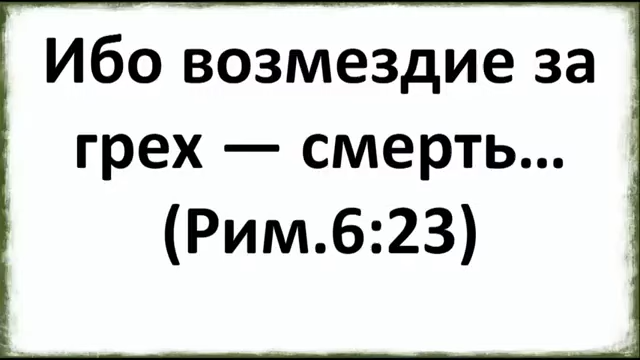 Ибо возмездие за
грех — смерть...
(Рим.6:23)